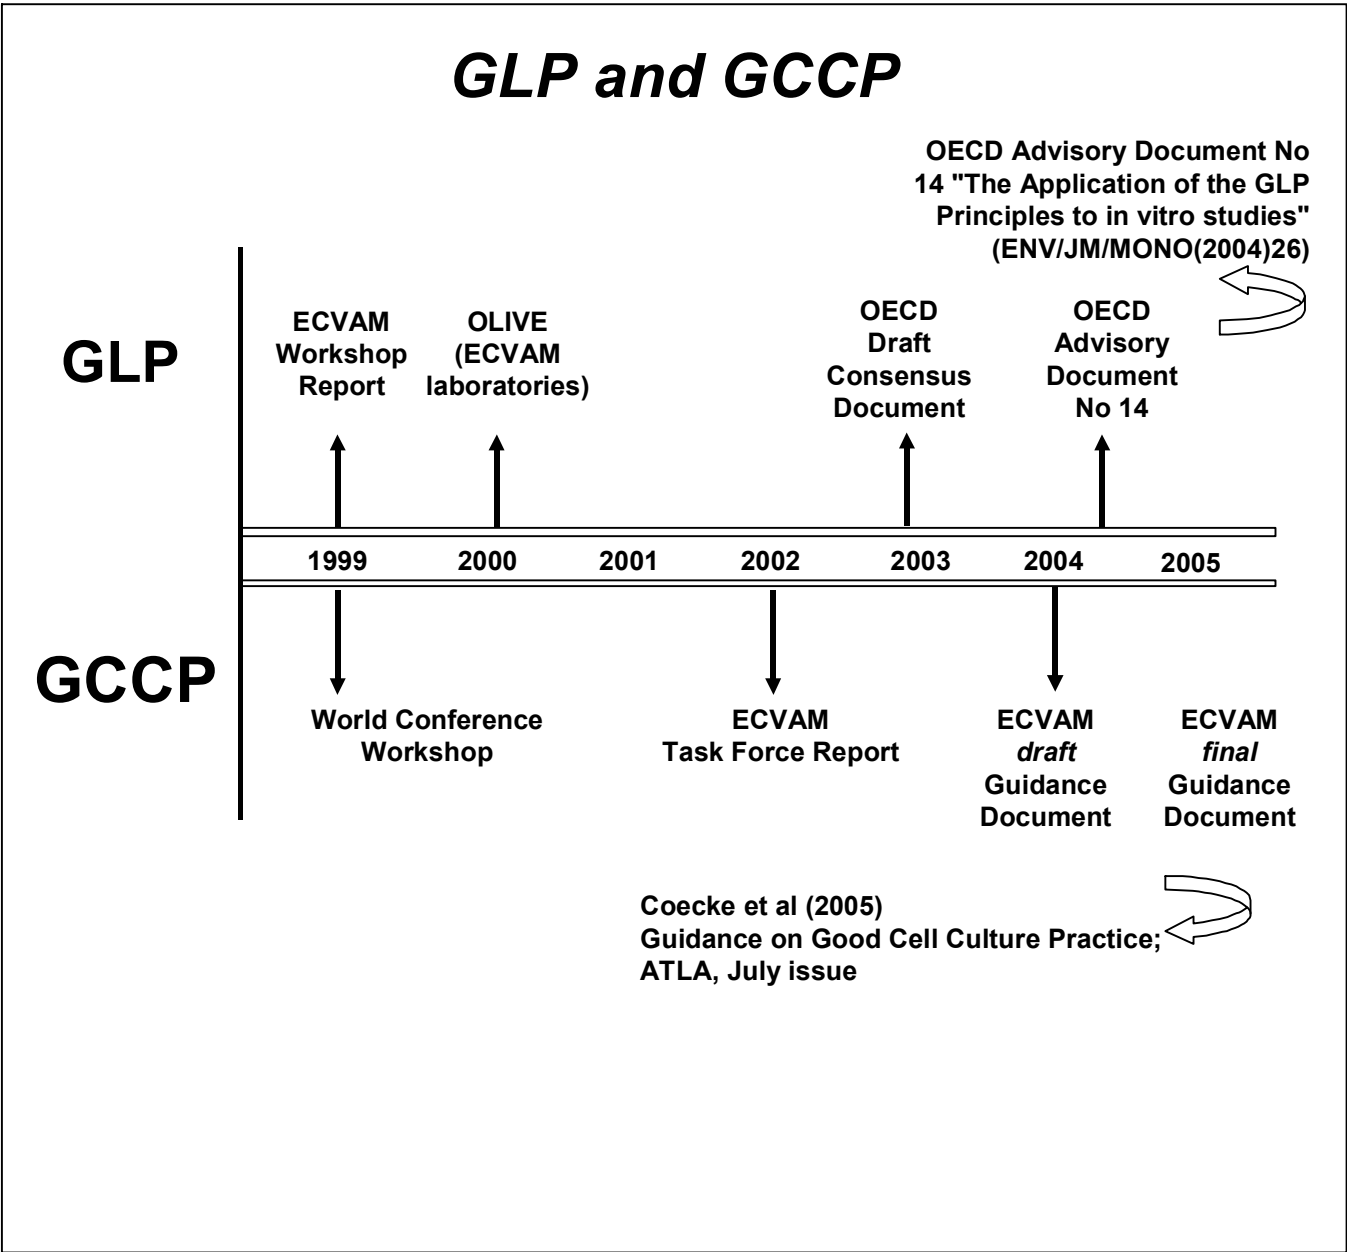 GLP and GCCP
OECD Advisory Document No
14 "The Application of the GLP
Principles to in vitro studies"
(ENV/JM/MONO(2004)26)
GLP
ECVAM
Workshop
Report
OLIVE
(ECVAM
laboratories)
OECD
Draft
Consensus
Document
OECD
Advisory
Document
No 14
1999 2000 2001 2002 2003 2004 2005
GCCP
World Conference
Workshop
ECVAM
Task Force Report
ECVAM
draft
Guidance
Document
ECVAM
final
Guidance
Document
Coecke et al (2005)
Guidance on Good Cell Culture Practice;
ATLA, July issue